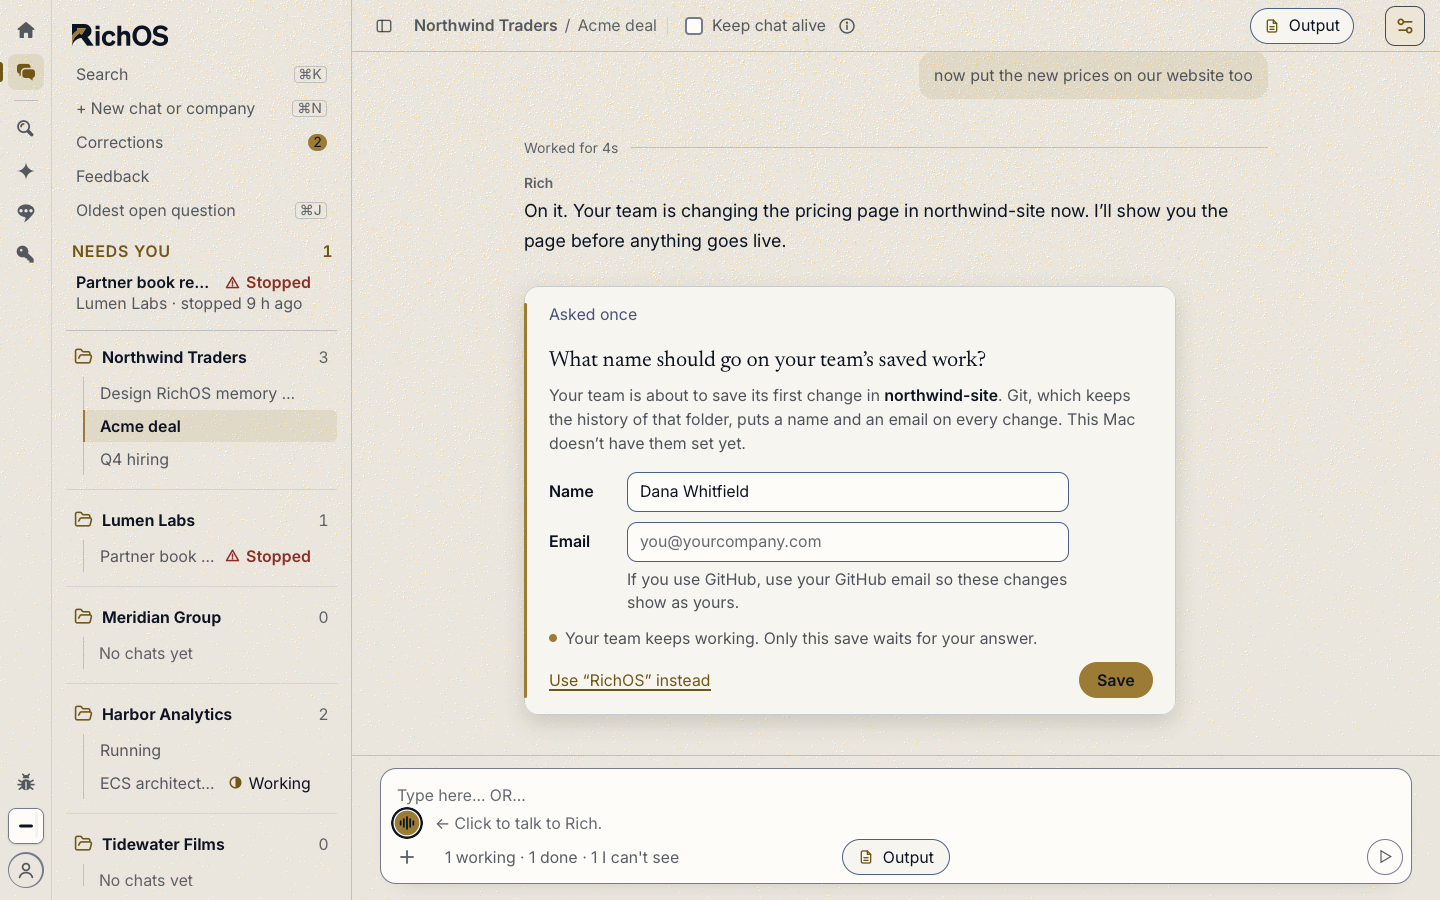 RichOS
Search ⌘K
+ New chat or company ⌘N
Corrections 2
Feedback
Oldest open question ⌘J
NEEDS YOU 1
Partner book re... Stopped
Lumen Labs · stopped 9 h ago
Northwind Traders 3
Design RichOS memory ...
Acme deal
Q4 hiring
Lumen Labs 1
Partner book ... Stopped
Meridian Group 0
No chats yet
Harbor Analytics 2
Running
ECS architect... Working
Tidewater Films 0
No chats yet
Northwind Traders / Acme deal Keep chat alive Output
now put the new prices on our website too
Worked for 4s
Rich
On it. Your team is changing the pricing page in northwind-site now. I’ll show you the
page before anything goes live.
Asked once
What name should go on your team’s saved work?
Your team is about to save its first change in northwind-site. Git, which keeps
the history of that folder, puts a name and an email on every change. This Mac
doesn’t have them set yet.
Name Dana Whitfield
Email you@yourcompany.com
If you use GitHub, use your GitHub email so these changes
show as yours.
Your team keeps working. Only this save waits for your answer.
Use “RichOS” instead Save
Type here... OR...
← Click to talk to Rich.
1 working · 1 done · 1 I can't see Output